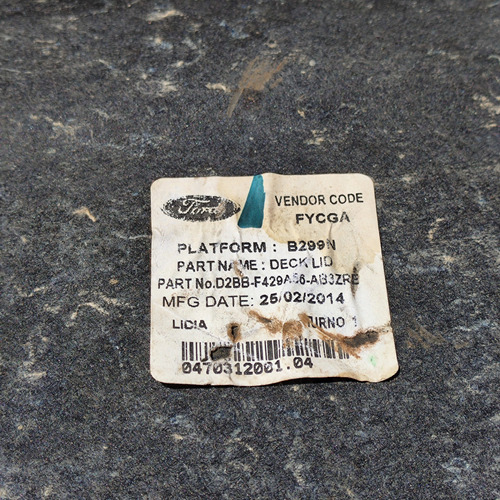 Ford
VENDOR CODE
FYCGA
PLATFORM : B299N
PART NAME : DECK LID
PART No.D2BB-F429A56-AB3ZRE
MFG DATE: 25/02/2014
LIDIA TURNO 1
0470312001.04